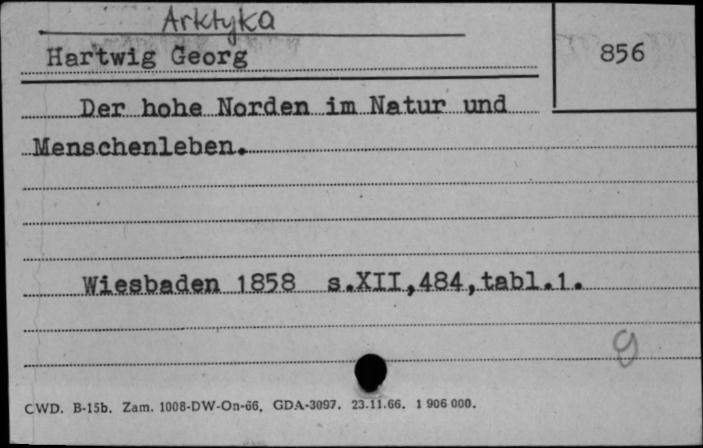 Arktyka
Hartwig Georg
856
Der hohe Norden im Natur und
Menschenleben.
Wiesbaden 1858 s.XII,484,tabl.1.
g
CWD. B-15b. Zam. 1008-DW-On-66. GDA-3097. 23.11.66. 1 906 000.